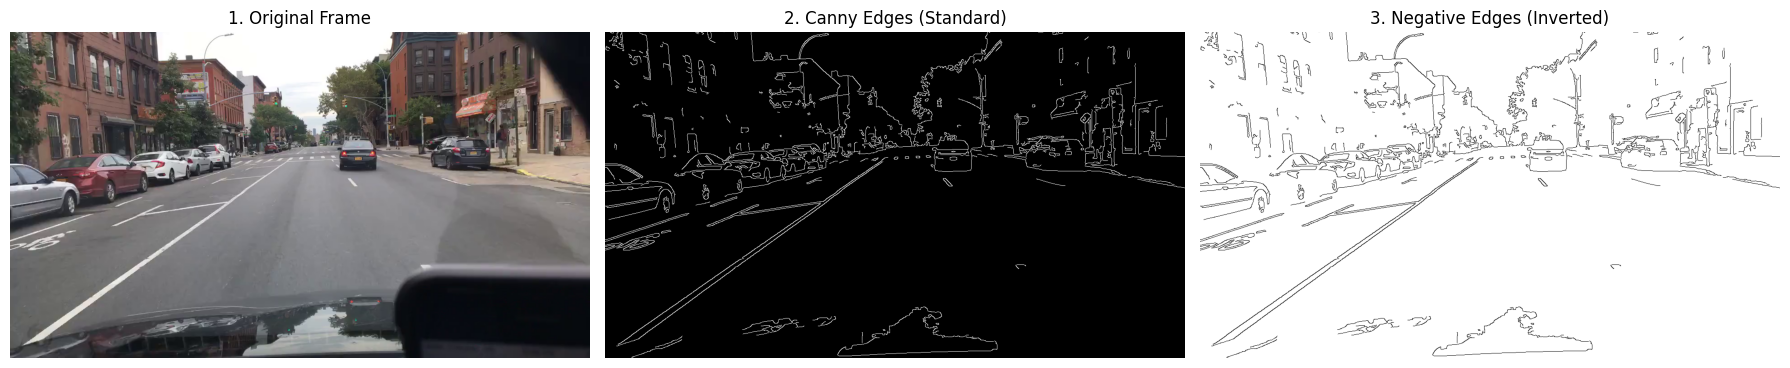 1. Original Frame
2. Canny Edges (Standard)
3. Negative Edges (Inverted)